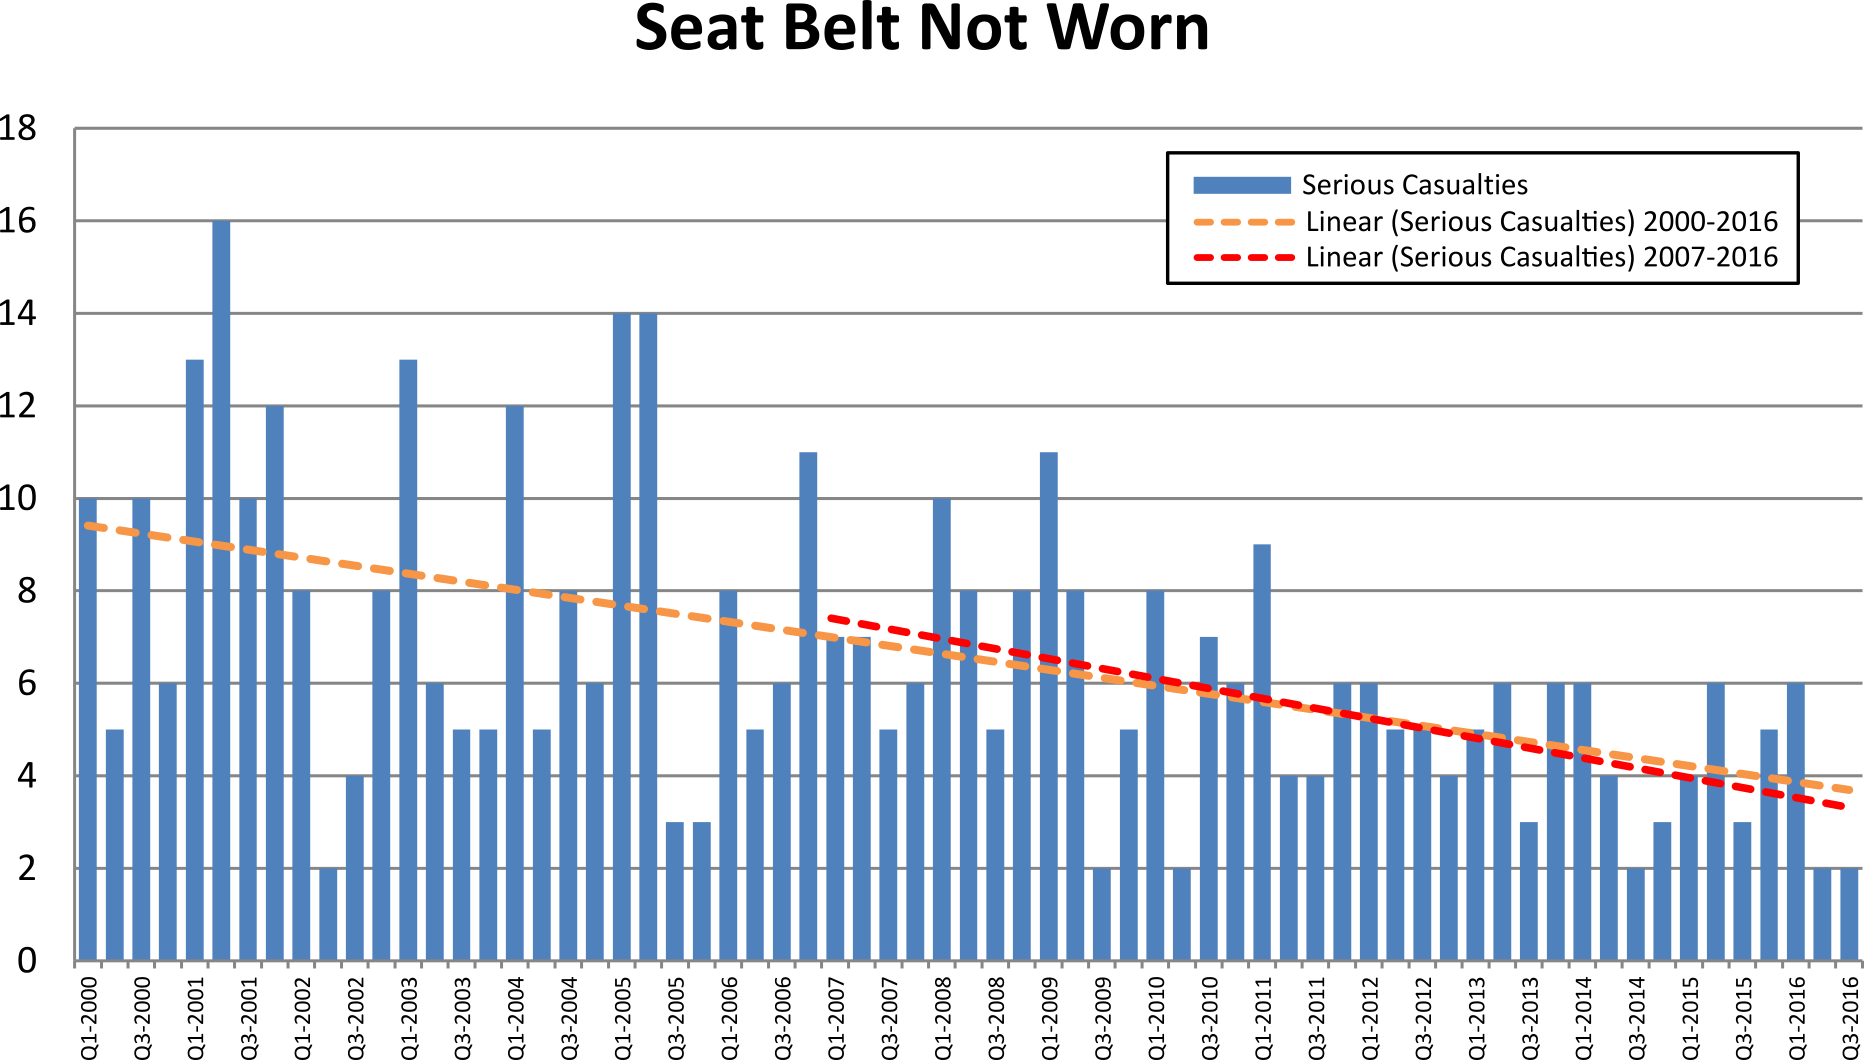 Seat Belt Not Worn
18
16
14
12
10
8
6
4
2
0
Serious Casualties
Linear (Serious Casualties) 2000-2016
Linear (Serious Casualties) 2007-2016
Q1-2000
Q3-2000
Q1-2001
Q3-2001
Q1-2002
Q3-2002
Q1-2003
Q3-2003
Q1-2004
Q3-2004
Q1-2005
Q3-2005
Q1-2006
Q3-2006
Q1-2007
Q3-2007
Q1-2008
Q3-2008
Q1-2009
Q3-2009
Q1-2010
Q3-2010
Q1-2011
Q3-2011
Q1-2012
Q3-2012
Q1-2013
Q3-2013
Q1-2014
Q3-2014
Q1-2015
Q3-2015
Q1-2016
Q3-2016